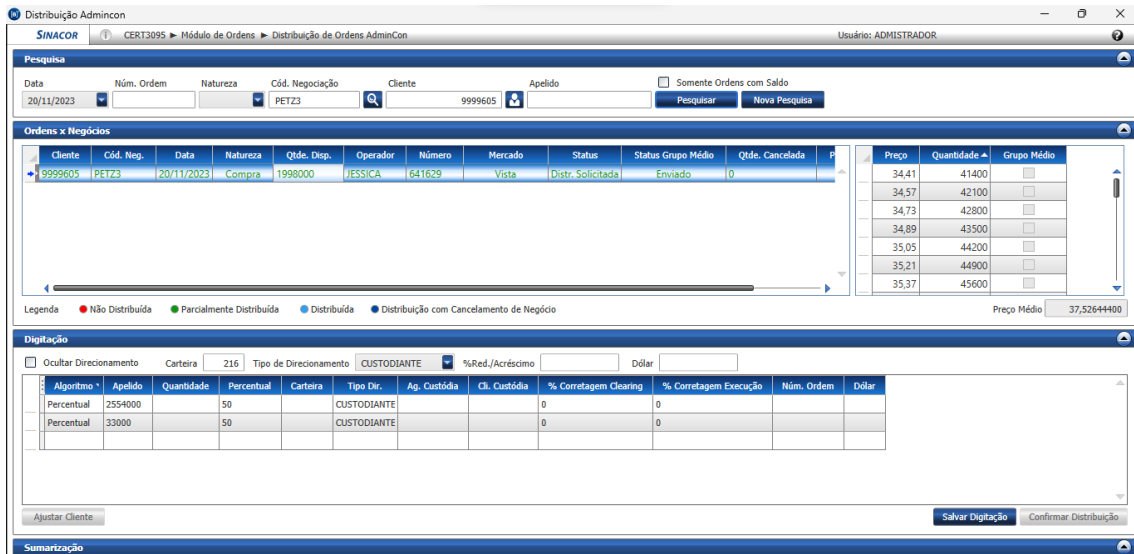 Distribuição Admincon
SINACOR CERT3095 ► Módulo de Ordens ► Distribuição de Ordens AdminCon Usuário: ADMISTRADOR
Pesquisa
Data Núm. Ordem Natureza Cód. Negociação Cliente Apelido Somente Ordens com Saldo
20/11/2023 PETZ3 9999605 Pesquisar Nova Pesquisa
Ordens x Negócios
Cliente Cód. Neg. Data Natureza Qtde. Disp. Operador Número Mercado Status Status Grupo Médio Qtde. Cancelada P
9999605 PETZ3 20/11/2023 Compra 1998000 JESSICA 641629 Vista Distr. Solicitada Enviado 0
Preço Quantidade Grupo Médio
34,41 41400
34,57 42100
34,73 42800
34,89 43500
35,05 44200
35,21 44900
35,37 45600
Legenda Não Distribuída Parcialmente Distribuída Distribuída Distribuição com Cancelamento de Negócio Preço Médio 37,52644400
Digitação
Ocultar Direcionamento Carteira 216 Tipo de Direcionamento CUSTODIANTE %Red./Acréscimo Dólar
Algoritmo Apelido Quantidade Percentual Carteira Tipo Dir. Ag. Custódia Cli. Custódia % Corretagem Clearing % Corretagem Execução Núm. Ordem Dólar
Percentual 2554000 50 CUSTODIANTE 0 0
Percentual 33000 50 CUSTODIANTE 0 0
Ajustar Cliente Salvar Digitação Confirmar Distribuição
Sumarização